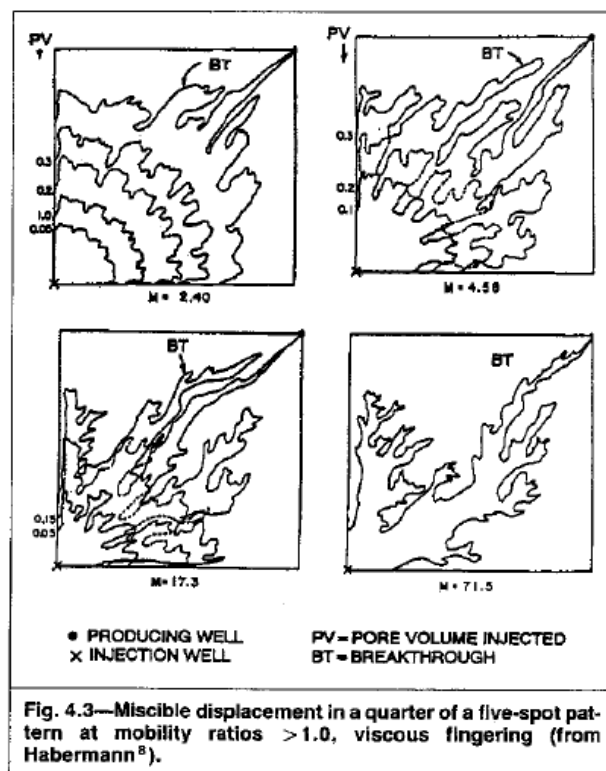 PV
BT
0.3
0.2
1.0
0.05
M = 2.40
PV
BT
0.3
0.2
0.1
M = 4.58
BT
0.15
0.05
M = 17.3
BT
M = 71.5
● PRODUCING WELL
× INJECTION WELL
PV = PORE VOLUME INJECTED
BT = BREAKTHROUGH
Fig. 4.3—Miscible displacement in a quarter of a five-spot pat-
tern at mobility ratios >1.0, viscous fingering (from
Habermann⁸).